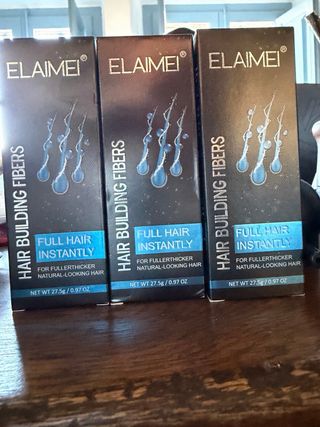 ELAIMEI®
HAIR BUILDING FIBERS
FULL HAIR
INSTANTLY
FOR FULLERTHICKER
NATURAL-LOOKING HAIR
NET WT 27.5g / 0.97 OZ
ELAIMEI®
HAIR BUILDING FIBERS
FULL HAIR
INSTANTLY
FOR FULLERTHICKER
NATURAL-LOOKING HAIR
NET WT 27.5g / 0.97 OZ
ELAIMEI®
HAIR BUILDING FIBERS
FULL HAIR
INSTANTLY
FOR FULLERTHICKER
NATURAL-LOOKING HAIR
NET WT 27.5g / 0.97 OZ